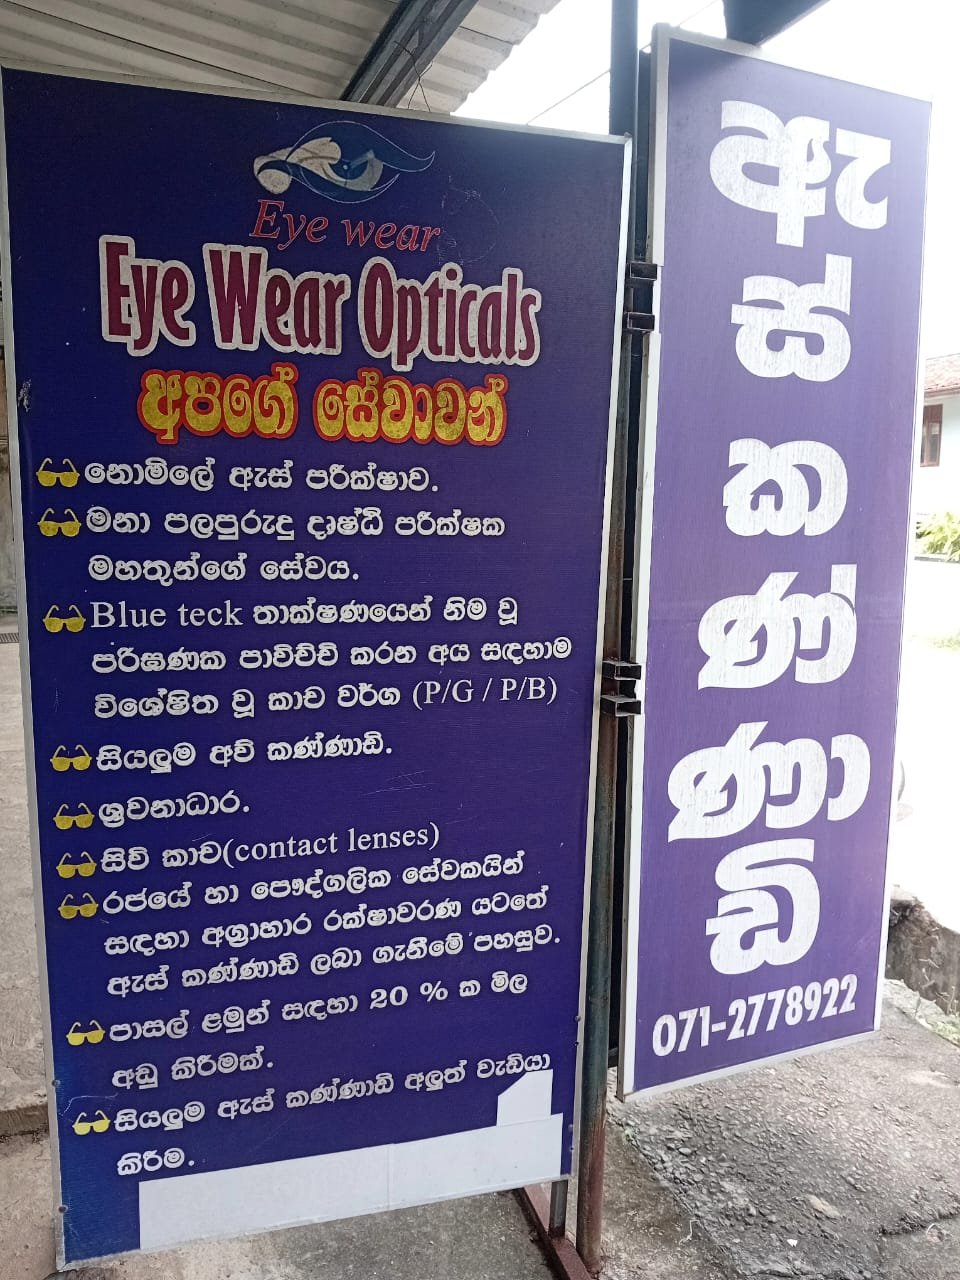 Eye wear
Eye Wear Opticals
අපගේ සේවාවන්
නොමිලේ ඇස් පරීක්ෂාව.
මනා පලපුරුදු දෘෂ්ඨි පරීක්ෂක
මහතුන්ගේ සේවය.
Blue teck තාක්ෂණයෙන් නිම වූ
පරිඝණක පාවිච්චි කරන අය සඳහාම
විශේෂිත වූ කාච වර්ග (P/G / P/B)
සියලුම අව් කණ්ණාඩි.
ශ්‍රවනාධාර.
සිවි කාච(contact lenses)
රජයේ හා පෞද්ගලික සේවකයින්
සඳහා අග්‍රාහාර රක්ෂාවරණ යටතේ
ඇස් කණ්ණාඩි ලබා ගැනීමේ පහසුව.
පාසල් ළමුන් සඳහා 20 % ක මිල
අඩු කිරීමක්.
සියලුම ඇස් කණ්ණාඩි අලුත් වැඩියා
කිරීම.
ඇස් කණ්ණාඩි
071-2778922